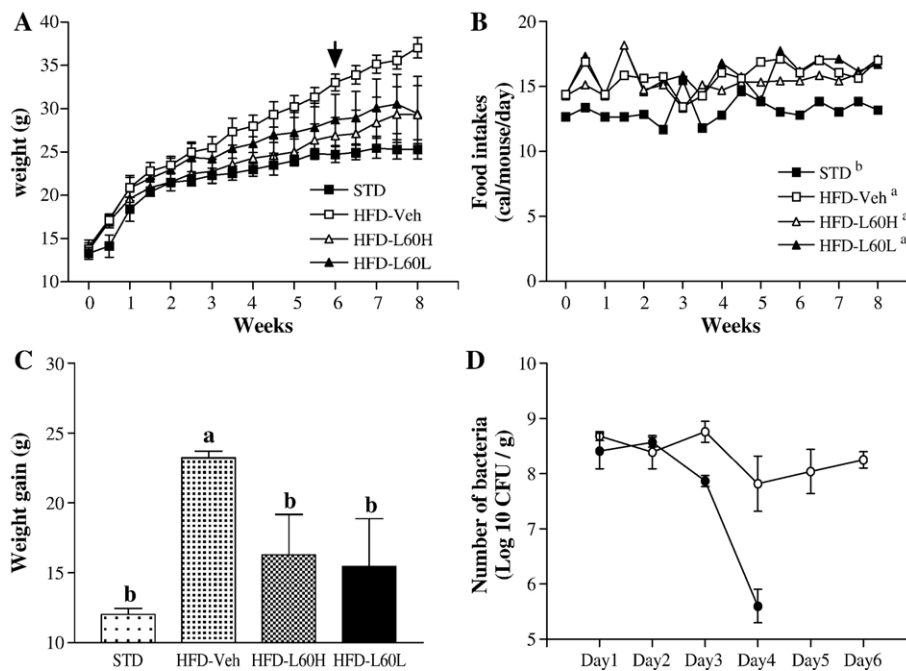 A
weight (g)
40
35
30
25
20
15
10
STD
HFD-Veh
HFD-L60H
HFD-L60L
0 1 2 3 4 5 6 7 8
Weeks
B
Food intakes
(cal/mouse/day)
20
15
10
5
0
STD b
HFD-Veh a
HFD-L60H a
HFD-L60L a
0 1 2 3 4 5 6 7 8
Weeks
C
Weight gain (g)
30
25
20
15
10
b
a
b
b
STD HFD-Veh HFD-L60H HFD-L60L
D
Number of bacteria
(Log 10 CFU / g)
10
9
8
7
6
5
Day1 Day2 Day3 Day4 Day5 Day6